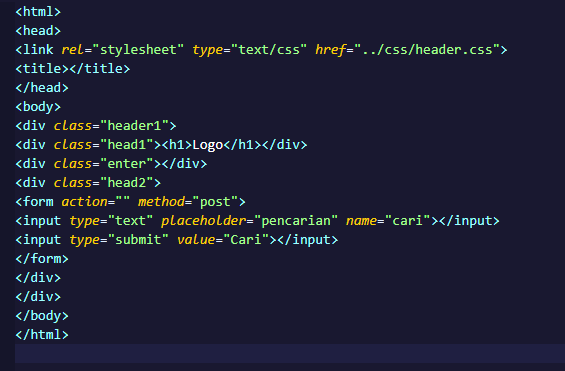 <html>
<head>
<link rel="stylesheet" type="text/css" href="../css/header.css">
<title></title>
</head>
<body>
<div class="header1">
<div class="head1"><h1>Logo</h1></div>
<div class="enter"></div>
<div class="head2">
<form action="" method="post">
<input type="text" placeholder="pencarian" name="cari"></input>
<input type="submit" value="Cari"></input>
</form>
</div>
</div>
</body>
</html>